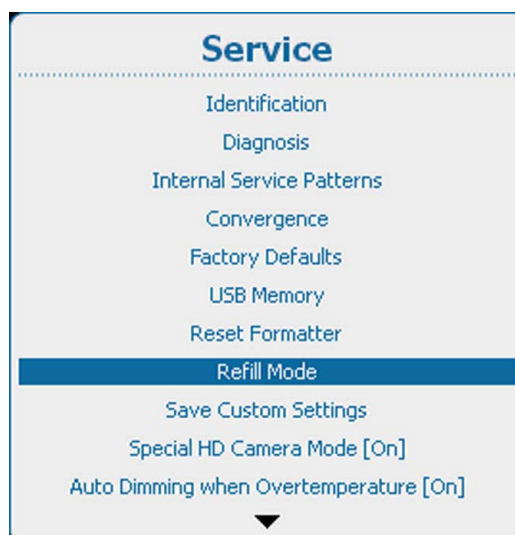 Service
Identification
Diagnosis
Internal Service Patterns
Convergence
Factory Defaults
USB Memory
Reset Formatter
Refill Mode
Save Custom Settings
Special HD Camera Mode [On]
Auto Dimming when Overtemperature [On]